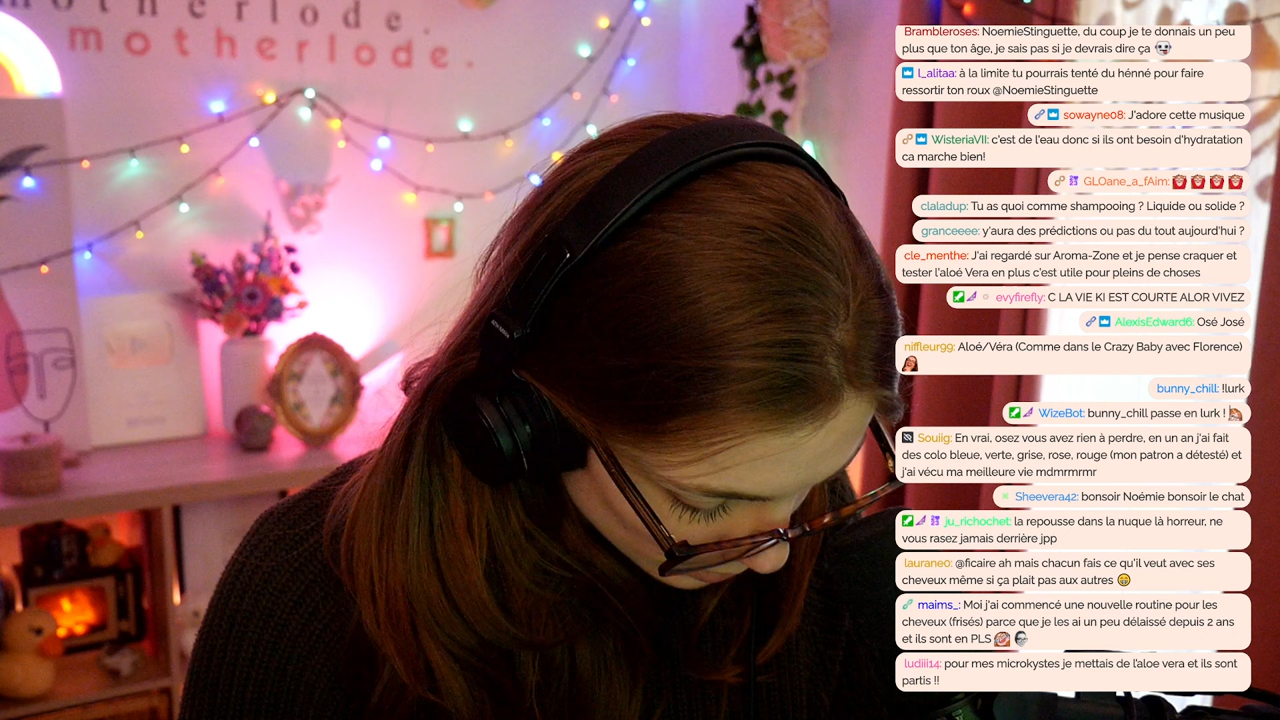 motherlode.
motherlode.
Brambleroses: NoemieStinguette, du coup je te donnais un peu
plus que ton âge, je sais pas si je devrais dire ça
l_alitaa: à la limite tu pourrais tenté du hénné pour faire
ressortir ton roux @NoemieStinguette
sowayne08: J'adore cette musique
WisteriaVII: c'est de l'eau donc si ils ont besoin d'hydratation
ca marche bien!
GLOane_a_fAim:
claladup: Tu as quoi comme shampooing ? Liquide ou solide ?
granceeee: y'aura des prédictions ou pas du tout aujourd'hui ?
cle_menthe: J'ai regardé sur Aroma-Zone et je pense craquer et
tester l'aloé Vera en plus c'est utile pour pleins de choses
evyfirefly: C LA VIE KI EST COURTE ALOR VIVEZ
AlexisEdward6: Osé José
niffleur99: Aloé/Véra (Comme dans le Crazy Baby avec Florence)
bunny_chill: !lurk
WizeBot: bunny_chill passe en lurk !
Souiig: En vrai, osez vous avez rien à perdre, en un an j'ai fait
des colo bleue, verte, grise, rose, rouge (mon patron a détesté) et
j'ai vécu ma meilleure vie mdmrmrmr
Sheevera42: bonsoir Noémie bonsoir le chat
ju_richochet: la repousse dans la nuque là horreur, ne
vous rasez jamais derrière jpp
laurane0: @ficaire ah mais chacun fais ce qu'il veut avec ses
cheveux même si ça plait pas aux autres
maims_: Moi j'ai commencé une nouvelle routine pour les
cheveux (frisés) parce que je les ai un peu délaissé depuis 2 ans
et ils sont en PLS
ludiii14: pour mes microkystes je mettais de l'aloe vera et ils sont
partis !!